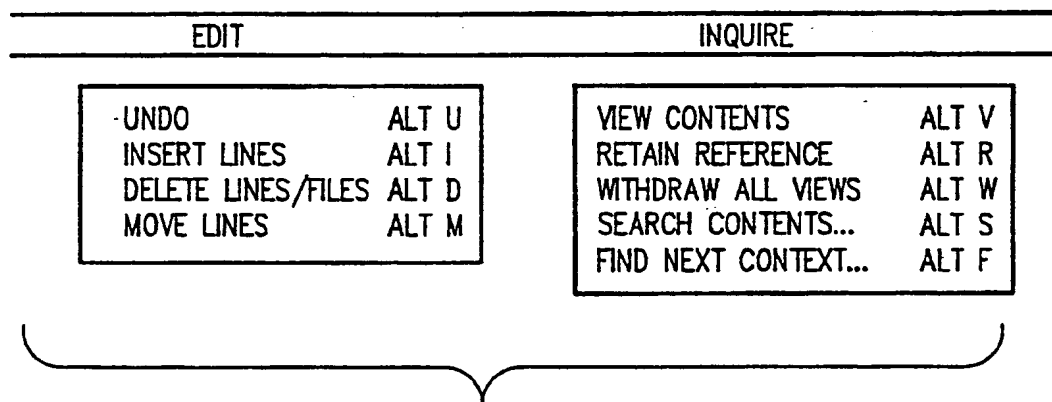 EDIT INQUIRE
UNDO ALT U
INSERT LINES ALT I
DELETE LINES/FILES ALT D
MOVE LINES ALT M
VIEW CONTENTS ALT V
RETAIN REFERENCE ALT R
WITHDRAW ALL VIEWS ALT W
SEARCH CONTENTS... ALT S
FIND NEXT CONTEXT... ALT F